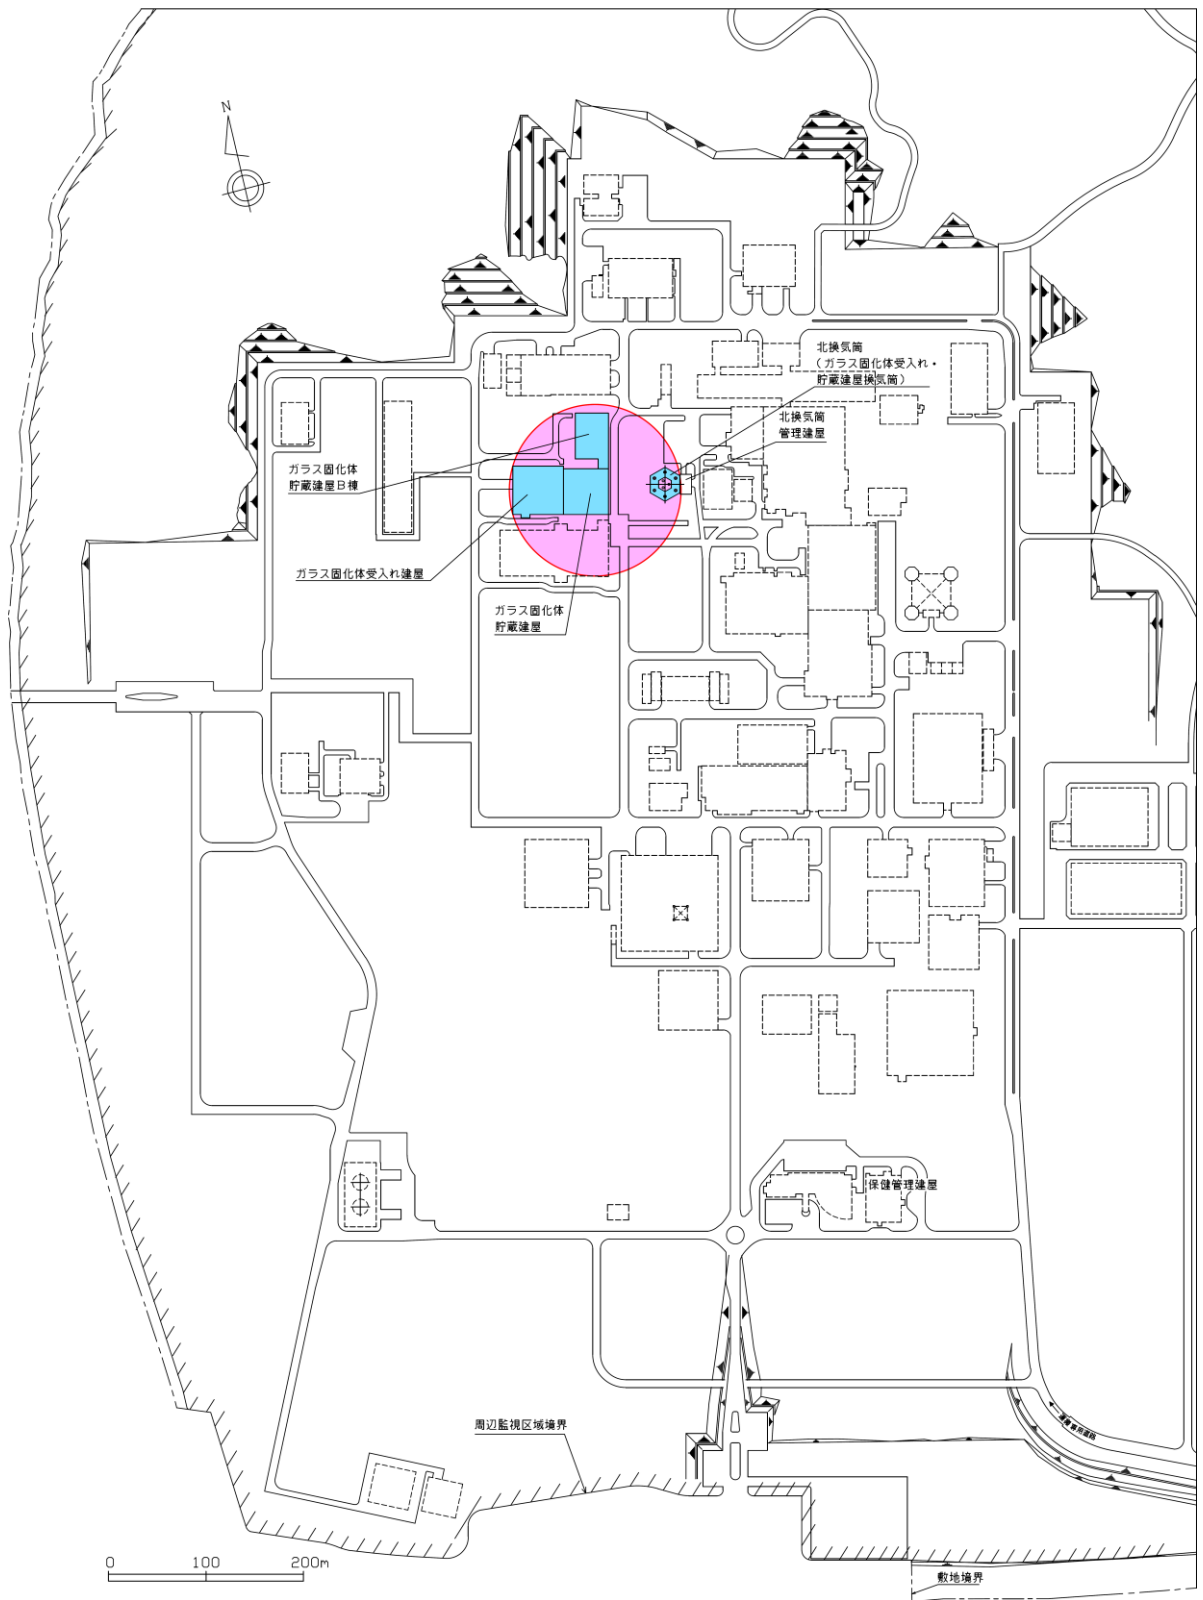 N
北換気筒
(ガラス固化体受入れ・
貯蔵建屋換気筒)
北換気筒
管理建屋
ガラス固化体
貯蔵建屋B棟
ガラス固化体受入れ建屋
ガラス固化体
貯蔵建屋
保健管理建屋
周辺監視区域境界
0 100 200m
敷地境界